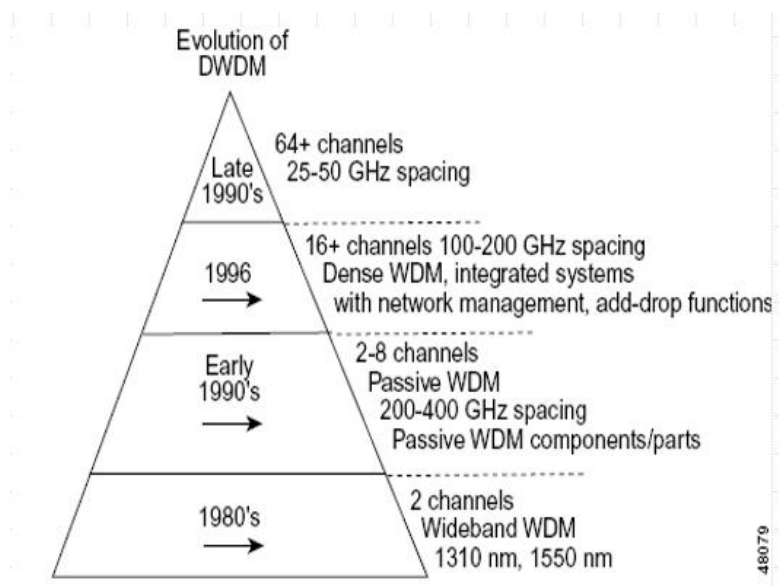 Evolution of
DWDM
Late
1990's
64+ channels
25-50 GHz spacing
1996
16+ channels 100-200 GHz spacing
Dense WDM, integrated systems
with network management, add-drop functions
Early
1990's
2-8 channels
Passive WDM
200-400 GHz spacing
Passive WDM components/parts
1980's
2 channels
Wideband WDM
1310 nm, 1550 nm
48079